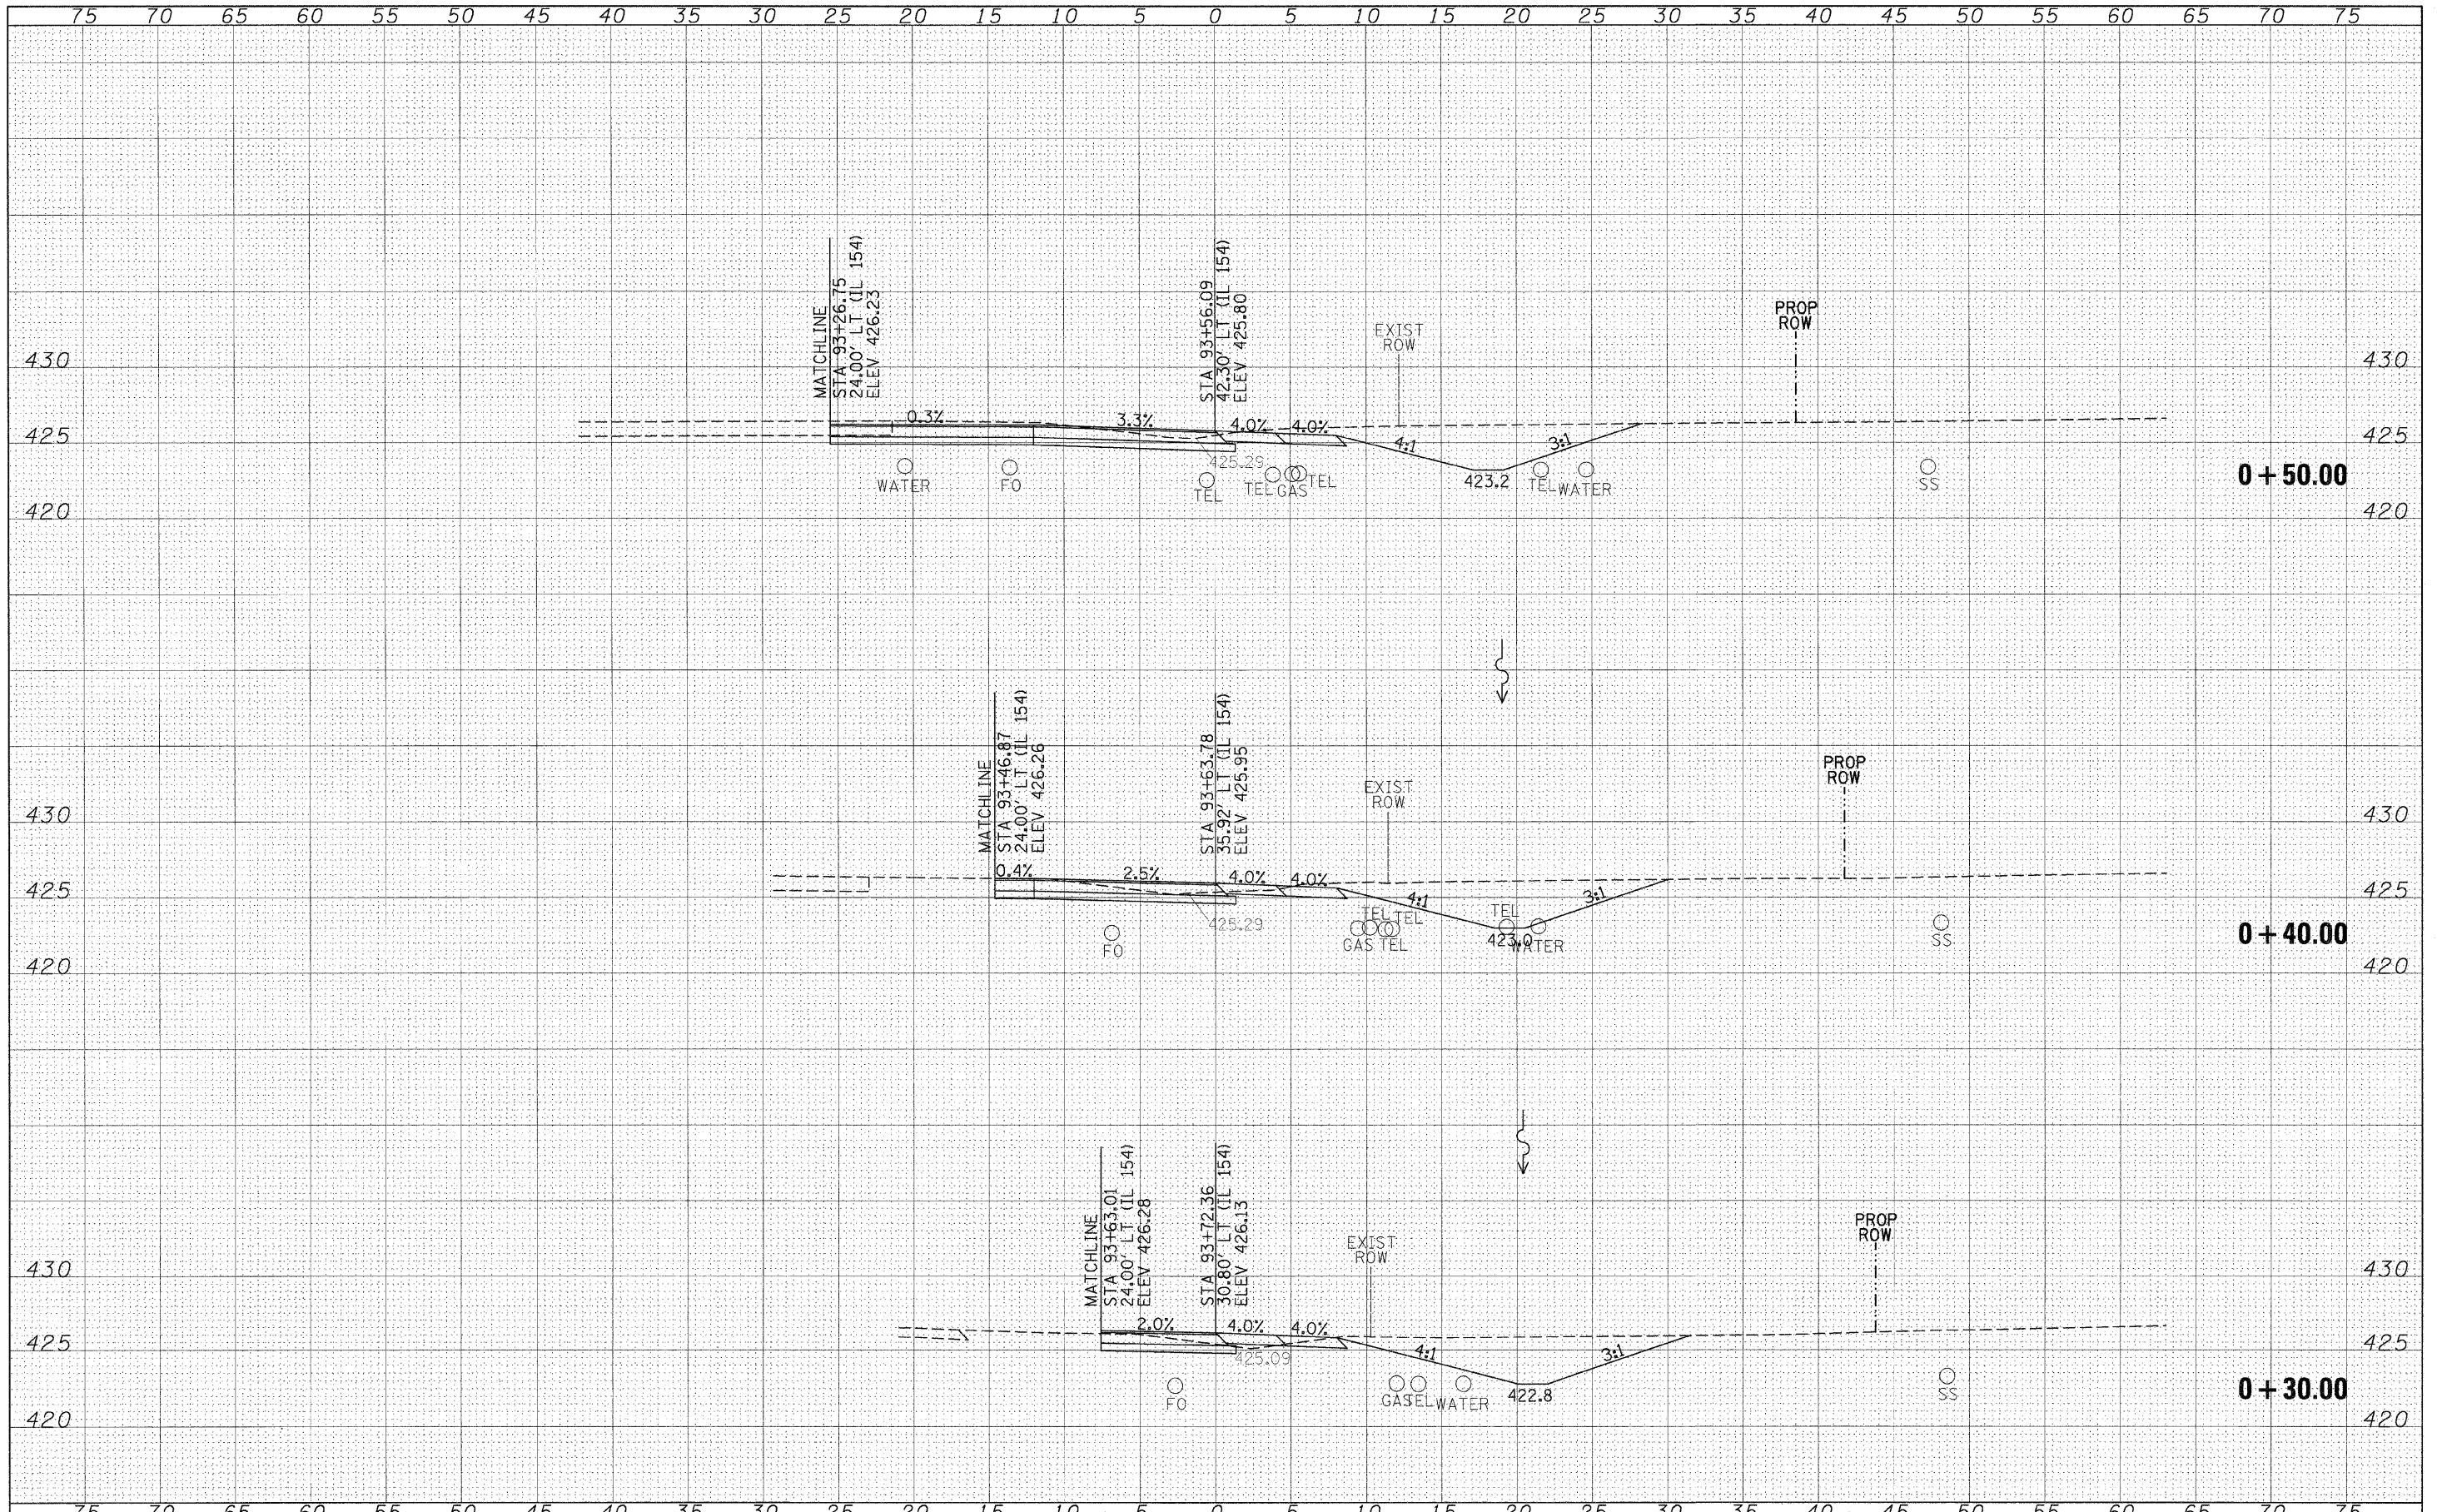 75 70 65 60 55 50 45 40 35 30 25 20 15 10 5 0 5 10 15 20 25 30 35 40 45 50 55 60 65 70 75
MATCHLINE
STA 93+26.75
24.00' LT (IL 154)
ELEV 426.23
STA 93+56.09
42.30' LT (IL 154)
ELEV 425.80
EXIST
ROW
PROP
ROW
430 430
0.3% 3.3% 4.0% 4.0%
425 4:1 3:1 425
425.29
WATER FO TEL TEL GAS TEL 423.2 TEL WATER SS
0+50.00
420 420
MATCHLINE
STA 93+46.87
24.00' LT (IL 154)
ELEV 426.26
STA 93+63.78
35.92' LT (IL 154)
ELEV 425.95
EXIST
ROW
PROP
ROW
430 430
0.4% 2.5% 4.0% 4.0%
425 4:1 3:1 425
TEL TEL TEL
425.29
FO GAS TEL 423.0 WATER SS
0+40.00
420 420
MATCHLINE
STA 93+63.01
24.00' LT (IL 154)
ELEV 426.28
STA 93+72.36
30.80' LT (IL 154)
ELEV 426.13
EXIST
ROW
PROP
ROW
430 430
2.0% 4.0% 4.0%
425 4:1 3:1 425
425.09
FO GAS TEL WATER 422.8 SS
0+30.00
420 420
75 70 65 60 55 50 45 40 35 30 25 20 15 10 5 0 5 10 15 20 25 30 35 40 45 50 55 60 65 70 75